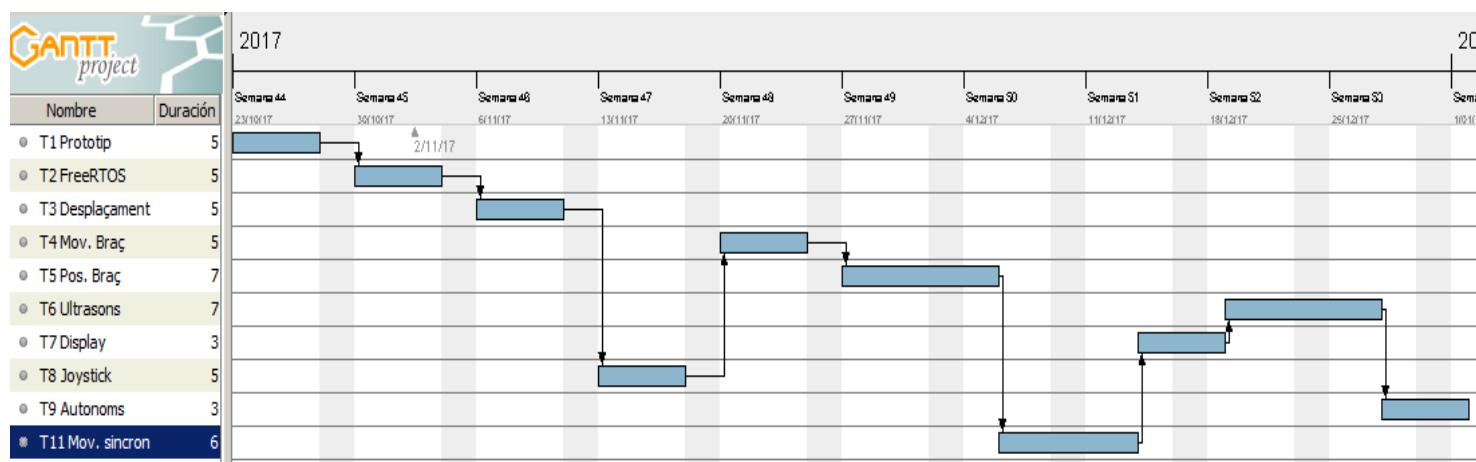 GANTT
project
2017
20
Nombre Duración
Semana 44 Semana 45 Semana 46 Semana 47 Semana 48 Semana 49 Semana 50 Semana 51 Semana 52 Semana 53 Sema
23/10/17 30/10/17 6/11/17 13/11/17 20/11/17 27/11/17 4/12/17 11/12/17 18/12/17 25/12/17 1/01/
2/11/17
T1 Prototip 5
T2 FreeRTOS 5
T3 Desplaçament 5
T4 Mov. Braç 5
T5 Pos. Braç 7
T6 Ultrasons 7
T7 Display 3
T8 Joystick 5
T9 Autonoms 3
T11 Mov. sincron 6